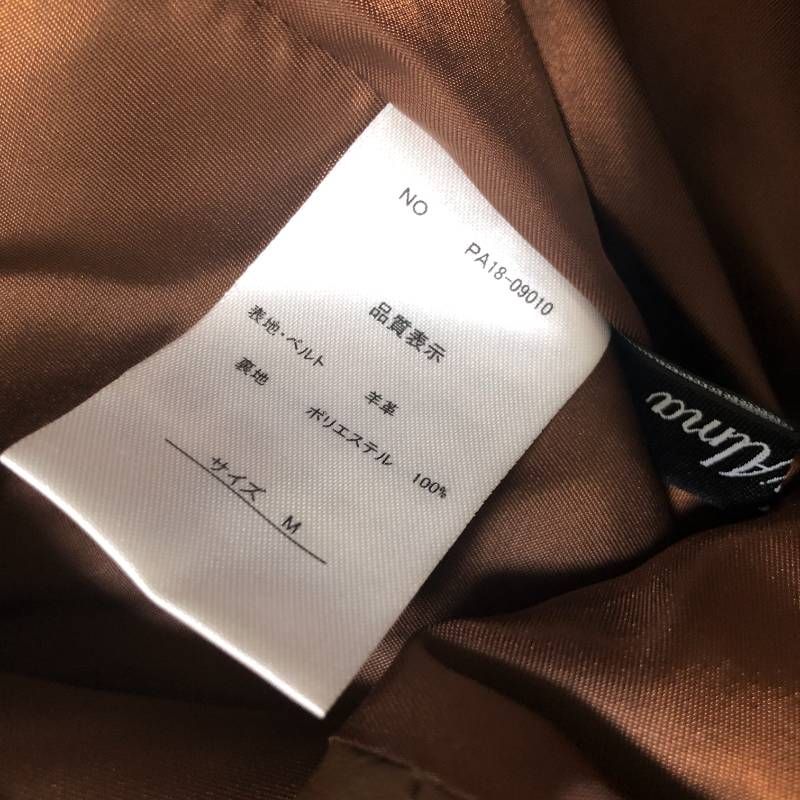 NO PA18-09010
品質表示
表地・ベルト 羊革
裏地 ポリエステル 100%
サイズ M
Alma